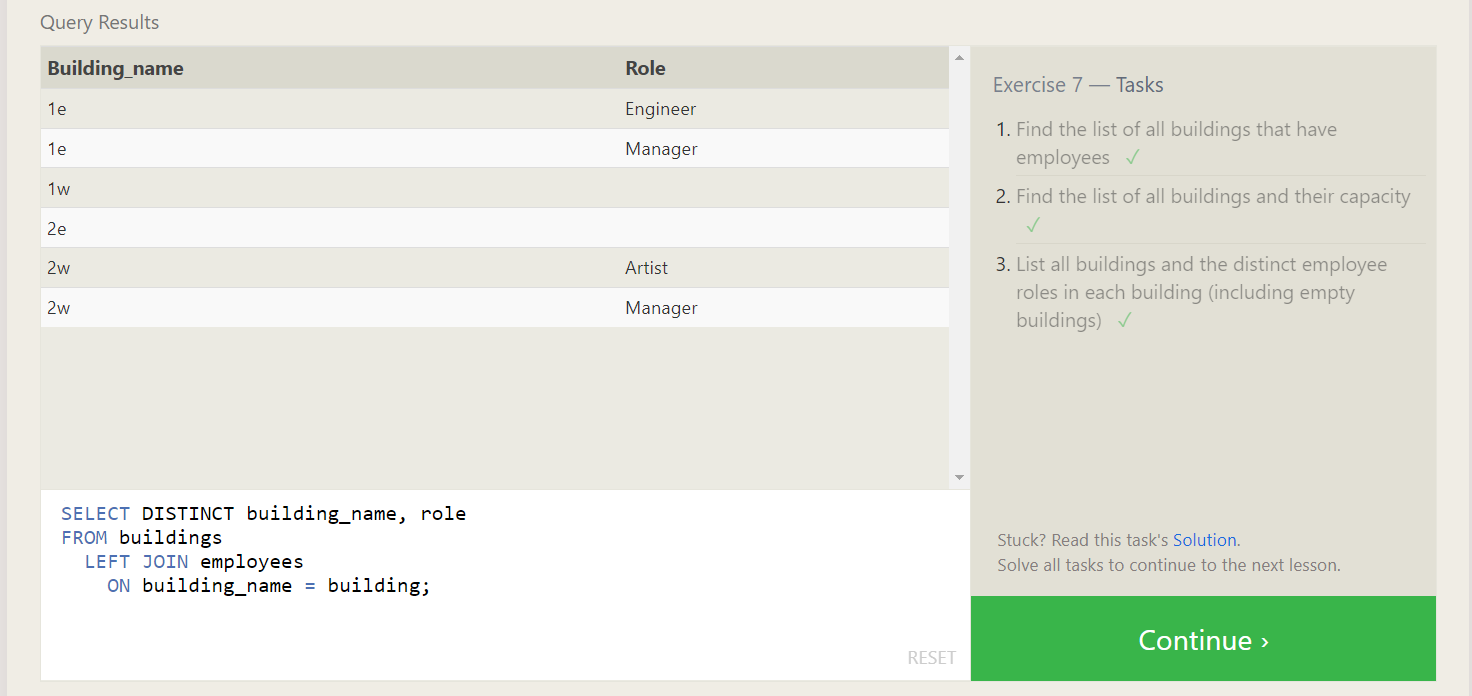 Query Results
Building_name Role
1e Engineer
1e Manager
1w
2e
2w Artist
2w Manager
SELECT DISTINCT building_name, role
FROM buildings
LEFT JOIN employees
ON building_name = building;
RESET
Exercise 7 — Tasks
1. Find the list of all buildings that have
employees ✓
2. Find the list of all buildings and their capacity
✓
3. List all buildings and the distinct employee
roles in each building (including empty
buildings) ✓
Stuck? Read this task's Solution.
Solve all tasks to continue to the next lesson.
Continue ›